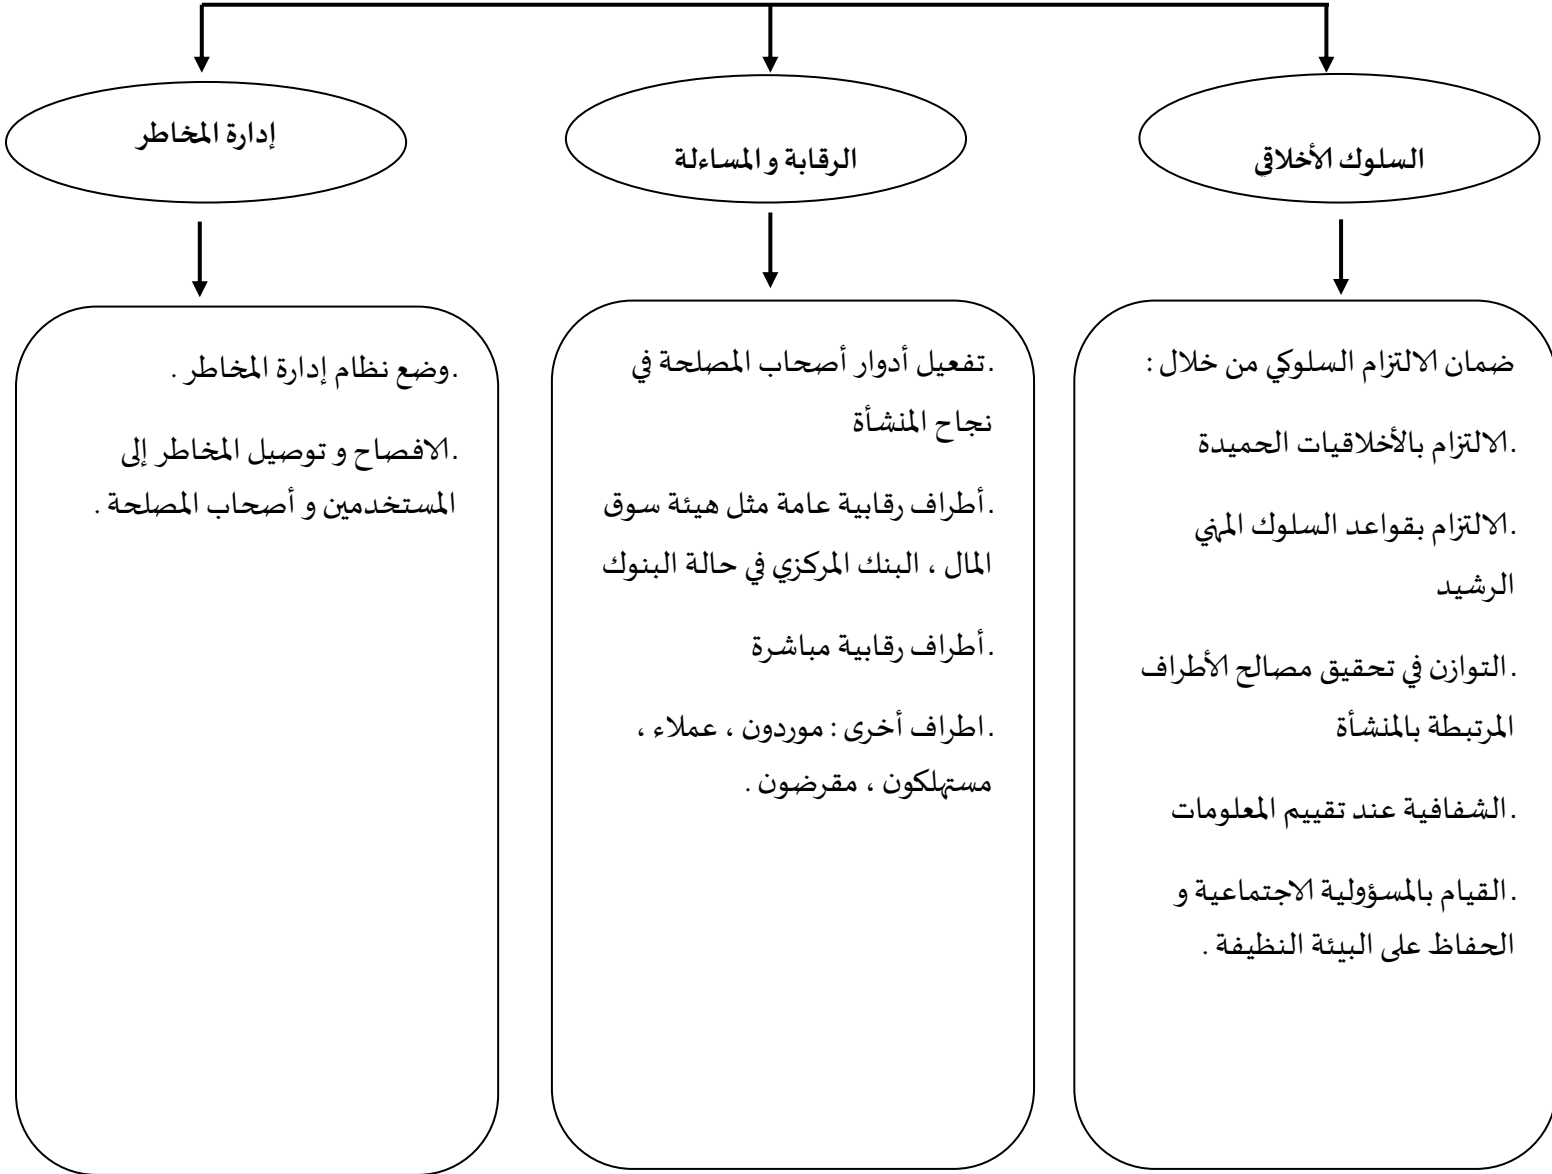 السلوك الأخلاقي
الرقابة و المساءلة
إدارة المخاطر
ضمان الالتزام السلوكي من خلال :
.الالتزام بالأخلاقيات الحميدة
.الالتزام بقواعد السلوك المهني
الرشيد
.التوازن في تحقيق مصالح الأطراف
المرتبطة بالمنشأة
.الشفافية عند تقييم المعلومات
.القيام بالمسؤولية الاجتماعية و
الحفاظ على البيئة النظيفة .
.تفعيل أدوار أصحاب المصلحة في
نجاح المنشأة
.أطراف رقابية عامة مثل هيئة سوق
المال ، البنك المركزي في حالة البنوك
.أطراف رقابية مباشرة
.اطراف أخرى : موردون ، عملاء ،
مستهلكون ، مقرضون .
.وضع نظام إدارة المخاطر .
.الافصاح و توصيل المخاطر إلى
المستخدمين و أصحاب المصلحة .